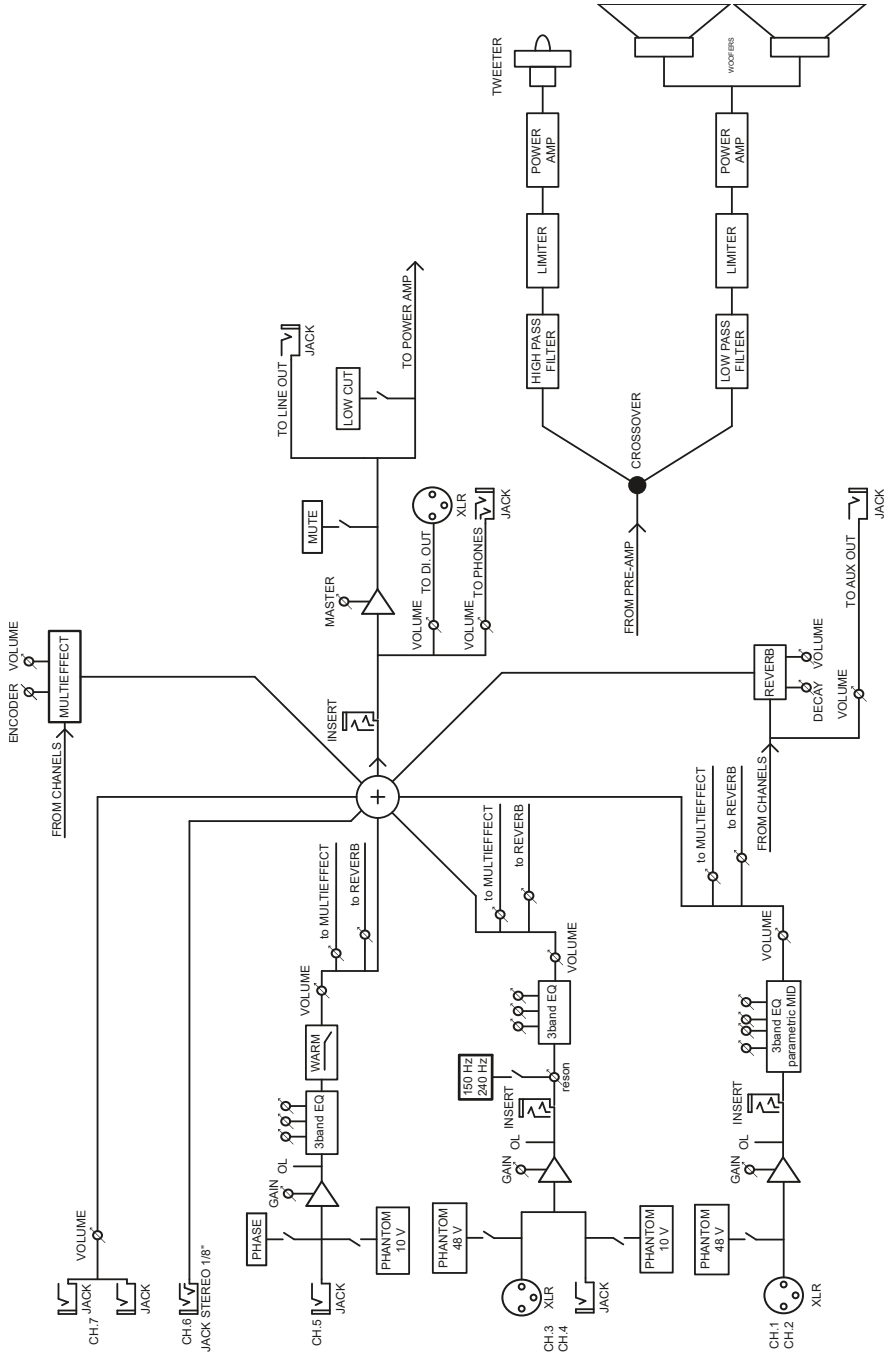 CH.7
JACK
JACK
VOLUME
FROM CHANNELS
MULTIEFFECT
ENCODER
VOLUME
CH.6
JACK STEREO 1/8"
CH.5
JACK
PHASE
PHANTOM
10 V
GAIN
OL
3band EQ
WARM
VOLUME
to MULTIEFFECT
to REVERB
+
INSERT
MASTER
MUTE
TO LINE OUT
JACK
LOW CUT
TO POWER AMP
VOLUME
TO DI. OUT
XLR
VOLUME
TO PHONES
JACK
CH.3
CH.4
XLR
JACK
PHANTOM
48 V
PHANTOM
10 V
GAIN
OL
INSERT
150 Hz
240 Hz
réson
3band EQ
VOLUME
to MULTIEFFECT
to REVERB
FROM PRE-AMP
CROSSOVER
HIGH PASS
FILTER
LIMITER
POWER
AMP
TWEETER
LOW PASS
FILTER
LIMITER
POWER
AMP
WOOFERS
CH.1
CH.2
XLR
PHANTOM
48 V
GAIN
OL
INSERT
3band EQ
parametric MID
VOLUME
to MULTIEFFECT
to REVERB
FROM CHANNELS
REVERB
DECAY
VOLUME
VOLUME
TO AUX OUT
JACK